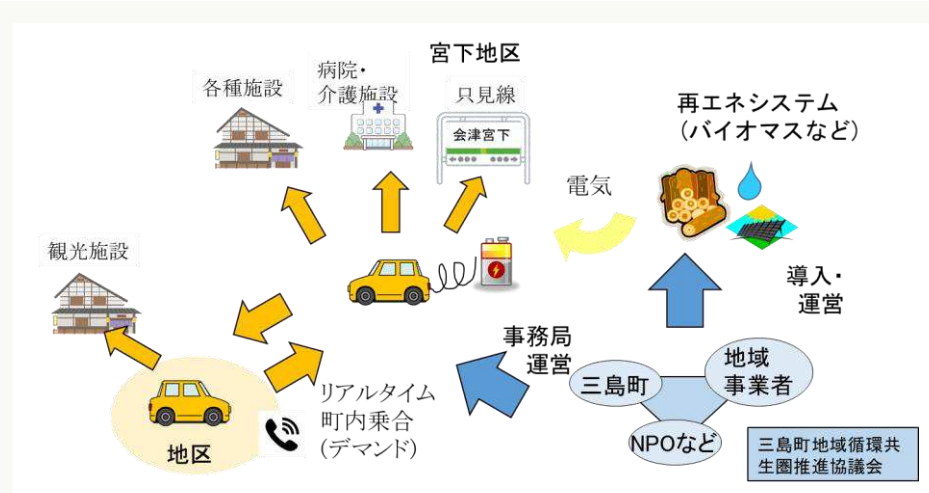 宮下地区
各種施設
病院・
介護施設
只見線
会津宮下
再エネシステム
(バイオマスなど)
電気
観光施設
導入・
運営
事務局
運営
三島町
地域
事業者
NPOなど
リアルタイム
町内乗合
(デマンド)
地区
三島町地域循環共
生圏推進協議会